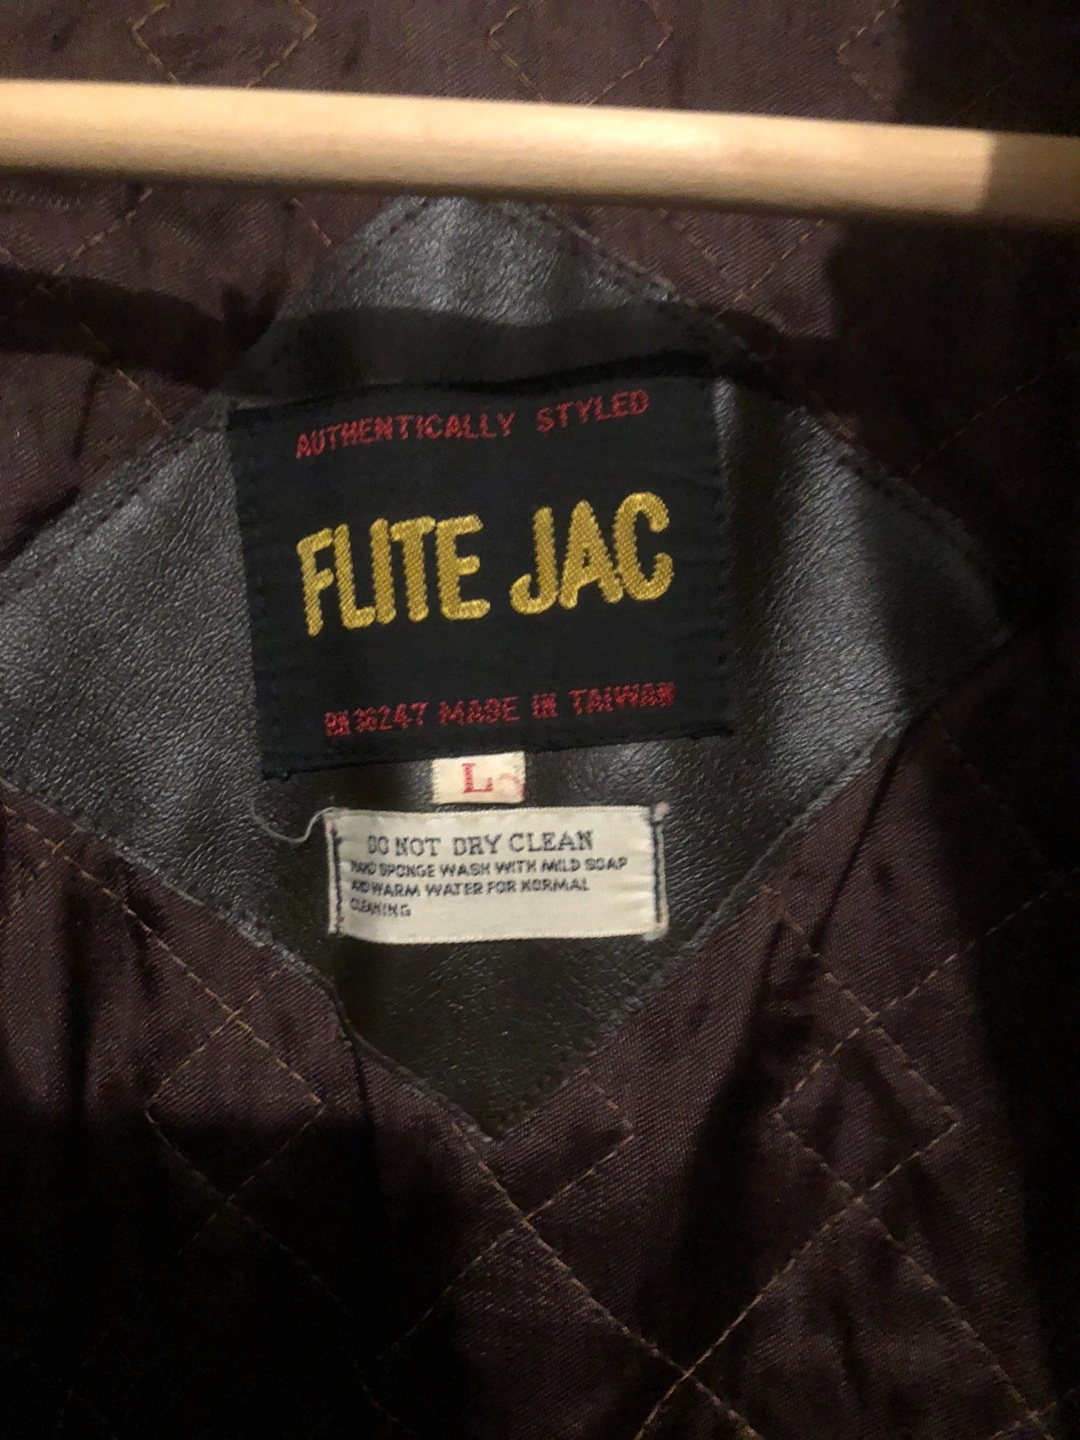 AUTHENTICALLY STYLED
FLITE JAC
RN 36247 MADE IN TAIWAN
L
DO NOT DRY CLEAN
HAND SPONGE WASH WITH MILD SOAP
AND WARM WATER FOR NORMAL
CLEANING